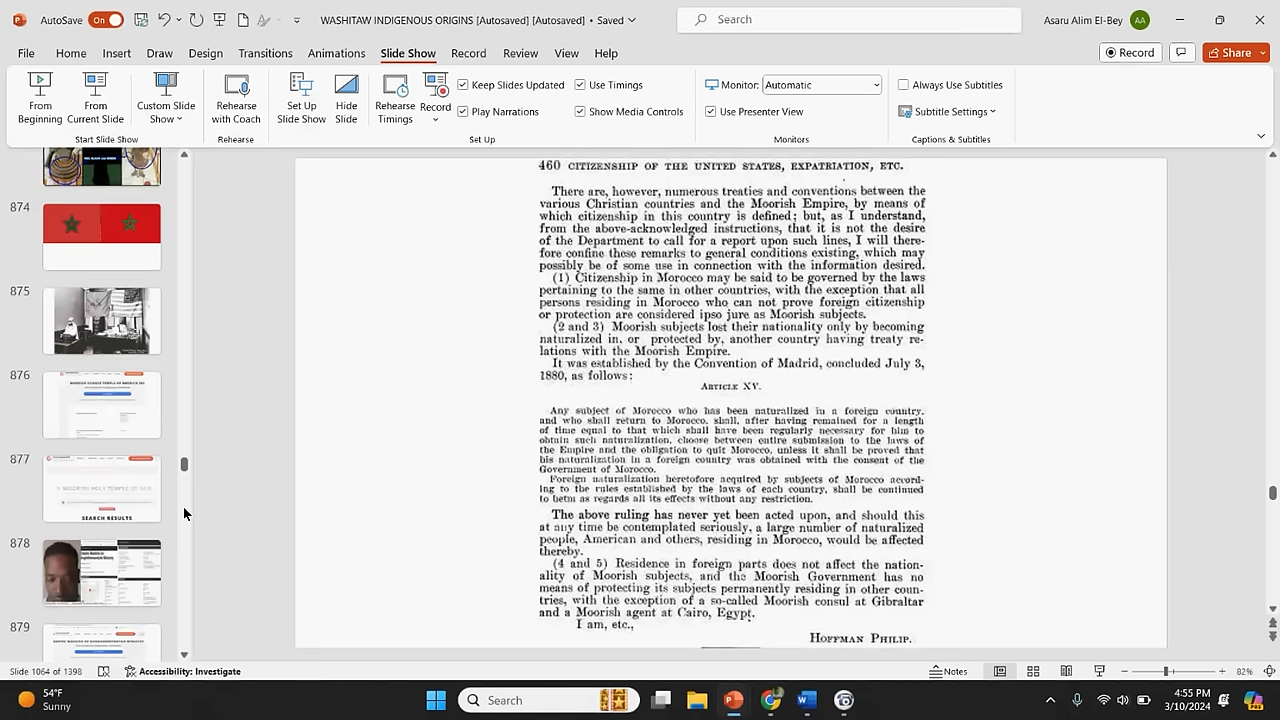 AutoSave On WASHITAW INDIGENOUS ORIGINS [Autosaved] [Autosaved] • Saved Search Asaru Alim El-Bey AA
File Home Insert Draw Design Transitions Animations Slide Show Record Review View Help Record Share
From Beginning
From Current Slide
Custom Slide Show
Rehearse with Coach
Set Up Slide Show
Hide Slide
Rehearse Timings
Record
Keep Slides Updated
Play Narrations
Use Timings
Show Media Controls
Monitor: Automatic
Use Presenter View
Always Use Subtitles
Subtitle Settings
Start Slide Show Rehearse Set Up Monitors Captions & Subtitles
874
875
876
877
SEARCH RESULTS
878
879
460 CITIZENSHIP OF THE UNITED STATES, EXPATRIATION, ETC.
There are, however, numerous treaties and conventions between the
various Christian countries and the Moorish Empire, by means of
which citizenship in this country is defined; but, as I understand,
from the above-acknowledged instructions, that it is not the desire
of the Department to call for a report upon such lines, I will there-
fore confine these remarks to general conditions existing, which may
possibly be of some use in connection with the information desired.
(1) Citizenship in Morocco may be said to be governed by the laws
pertaining to the same in other countries, with the exception that all
persons residing in Morocco who can not prove foreign citizenship
or protection are considered ipso jure as Moorish subjects.
(2 and 3) Moorish subjects lost their nationality only by becoming
naturalized in, or protected by, another country having treaty re-
lations with the Moorish Empire.
It was established by the Convention of Madrid, concluded July 3,
1880, as follows:
ARTICLE XV.
Any subject of Morocco who has been naturalized in a foreign country,
and who shall return to Morocco, shall, after having remained for a length
of time equal to that which shall have been regularly necessary for him to
obtain such naturalization, choose between entire submission to the laws of
the Empire and the obligation to quit Morocco, unless it shall be proved that
his naturalization in a foreign country was obtained with the consent of the
Government of Morocco.
Foreign naturalization heretofore acquired by subjects of Morocco accord-
ing to the rules established by the laws of each country, shall be continued
to them as regards all its effects without any restriction.
The above ruling has never yet been acted upon, and should this
at any time be contemplated seriously, a large number of naturalized
people, American and others, residing in Morocco, would be affected
thereby.
(4 and 5) Residence in foreign parts does not affect the nation-
ality of Moorish subjects, and the Moorish Government has no
means of protecting its subjects permanently residing in other coun-
tries, with the exception of a so-called Moorish consul at Gibraltar
and a Moorish agent at Cairo, Egypt.
I am, etc.,
HOFFMAN PHILIP.
Slide 1064 of 1398 Accessibility: Investigate Notes 82%
54°F
Sunny
Search
4:55 PM
3/10/2024